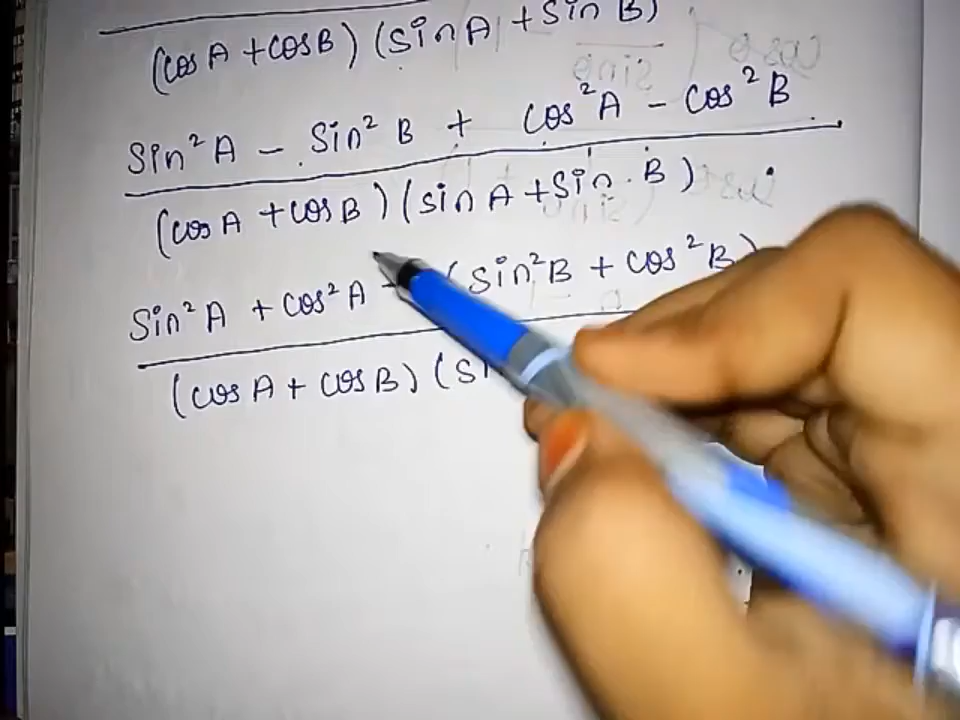 (cos A + cos B) (sin A + sin B)
sin² A - sin² B + cos² A - cos² B
(cos A + cos B) (sin A + sin B)
sin² A + cos² A - (sin² B + cos² B)
(cos A + cos B) (s